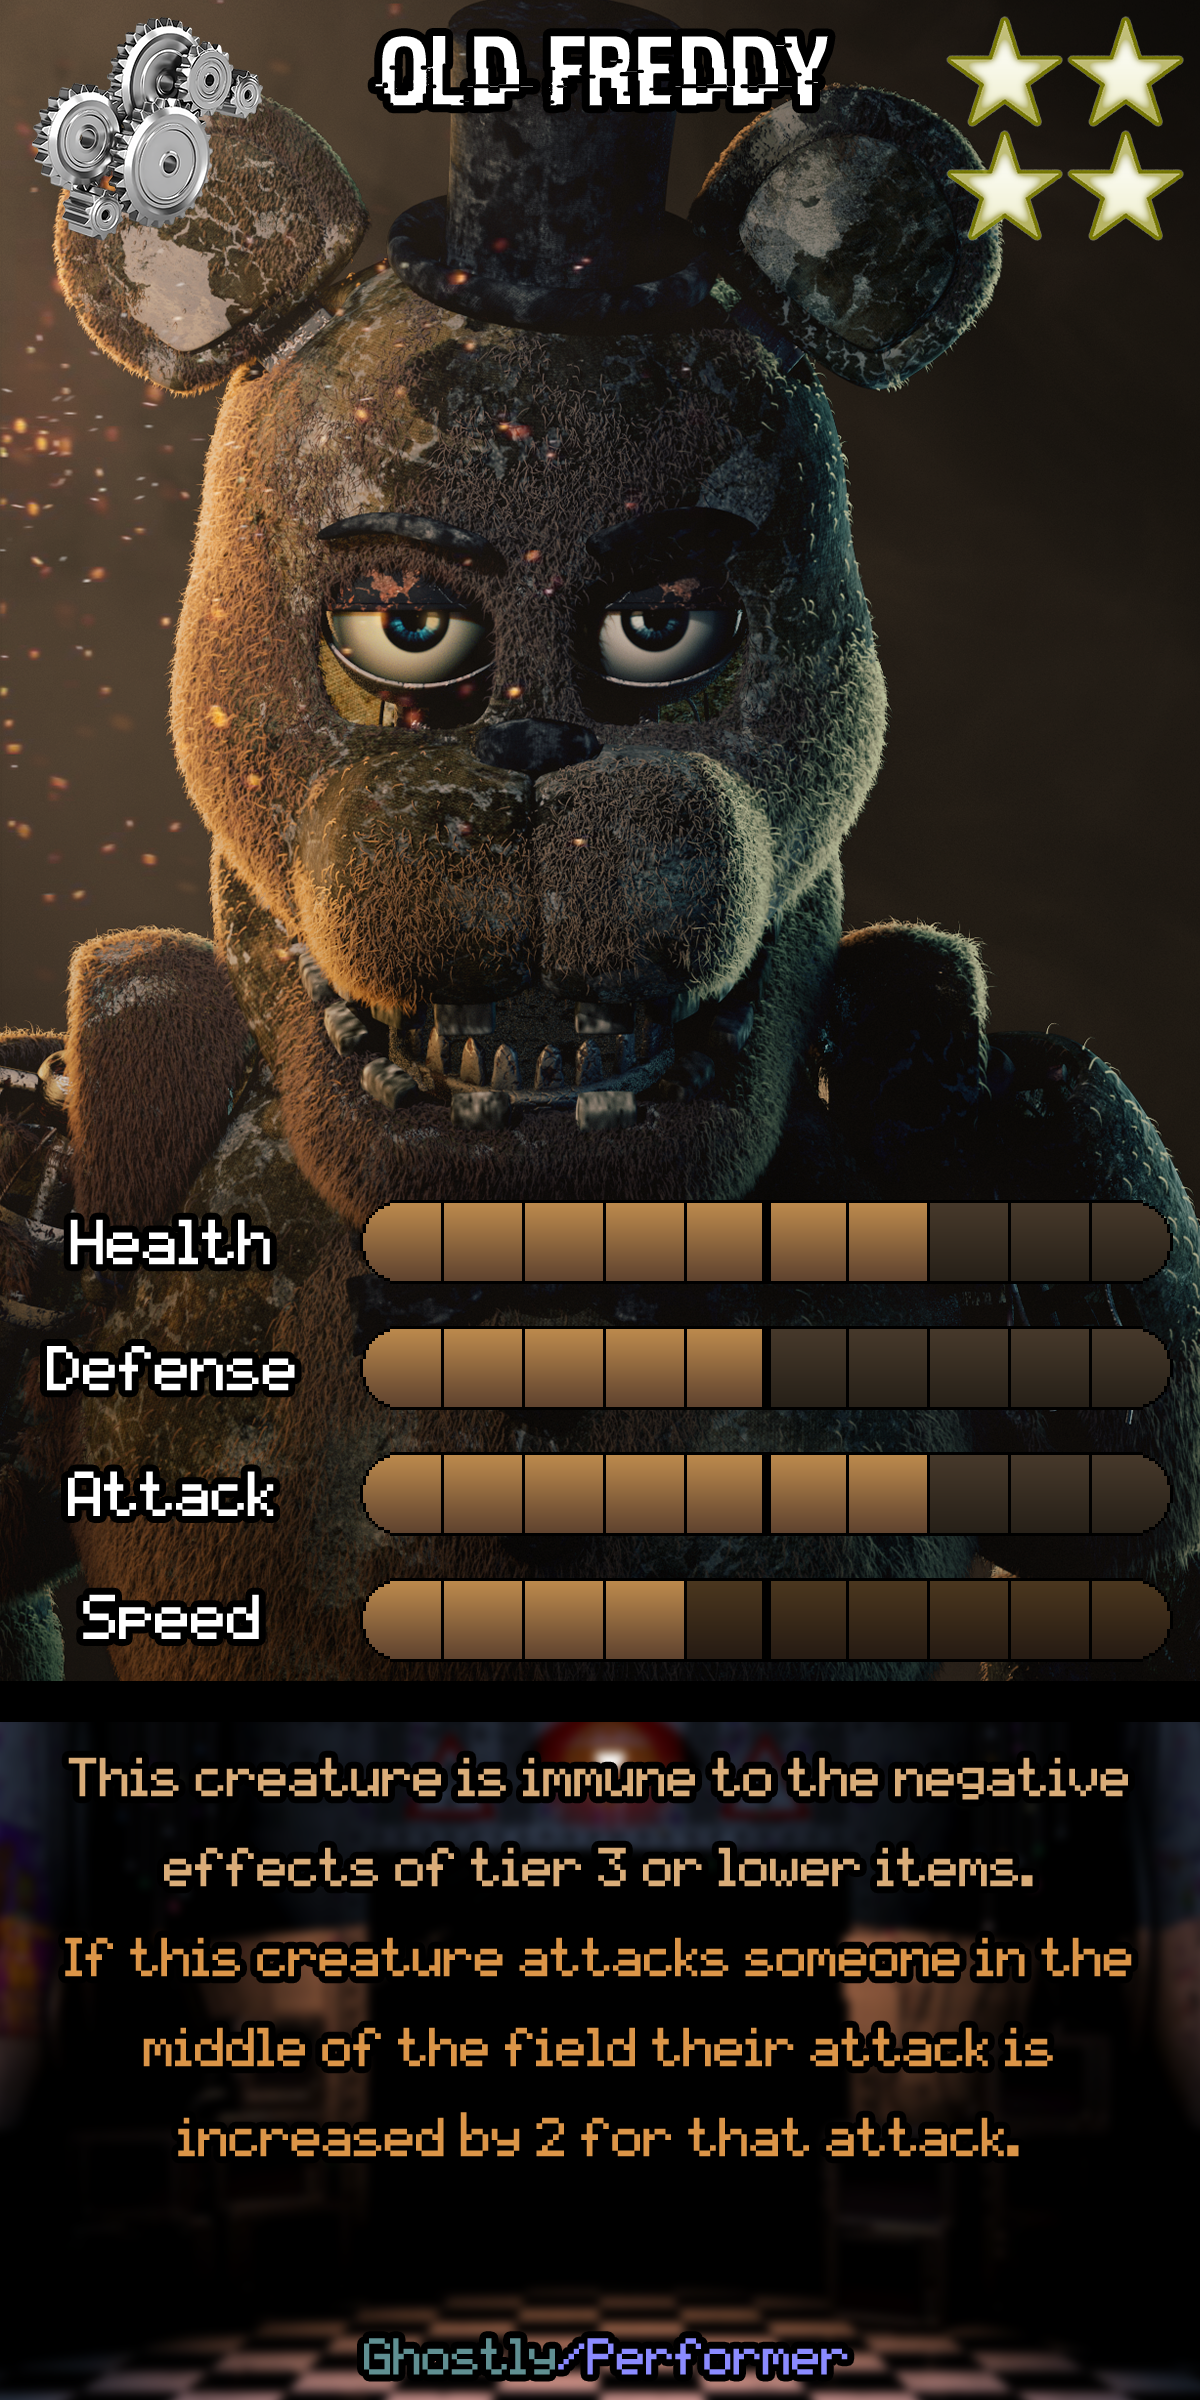 OLD FREDDY
Health
Defense
Attack
Speed
This creature is immune to the negative
effects of tier 3 or lower items.
If this creature attacks someone in the
middle of the field their attack is
increased by 2 for that attack.
Ghostly/Performer